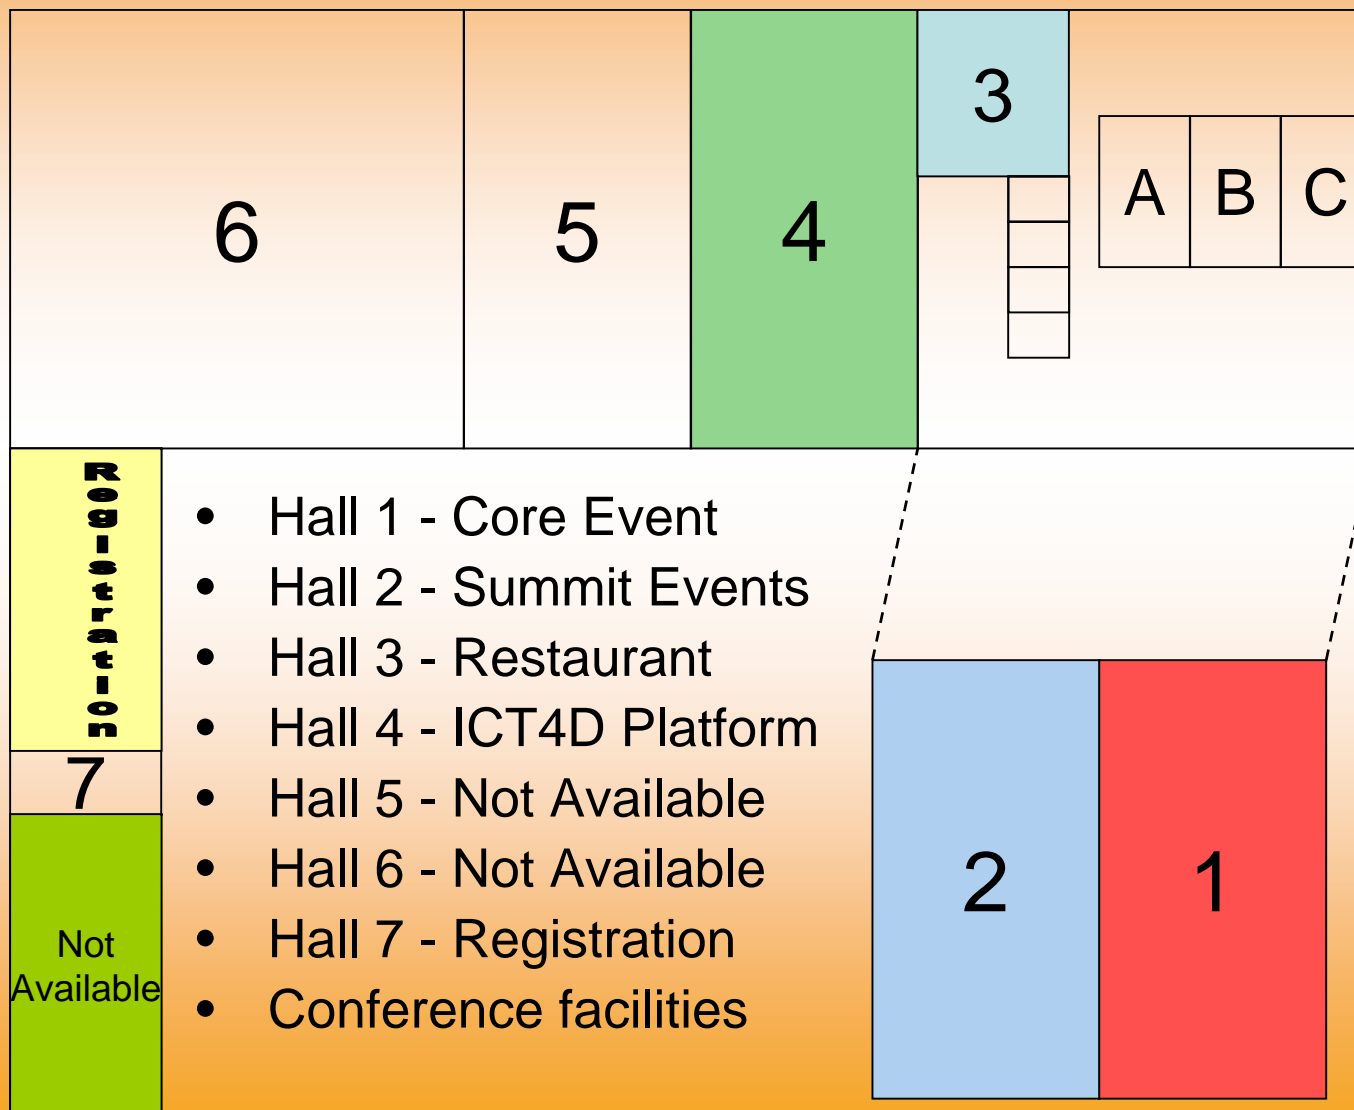 6
5
4
3
A
B
C
Registration
7
Not
Available
• Hall 1 - Core Event
• Hall 2 - Summit Events
• Hall 3 - Restaurant
• Hall 4 - ICT4D Platform
• Hall 5 - Not Available
• Hall 6 - Not Available
• Hall 7 - Registration
• Conference facilities
2
1